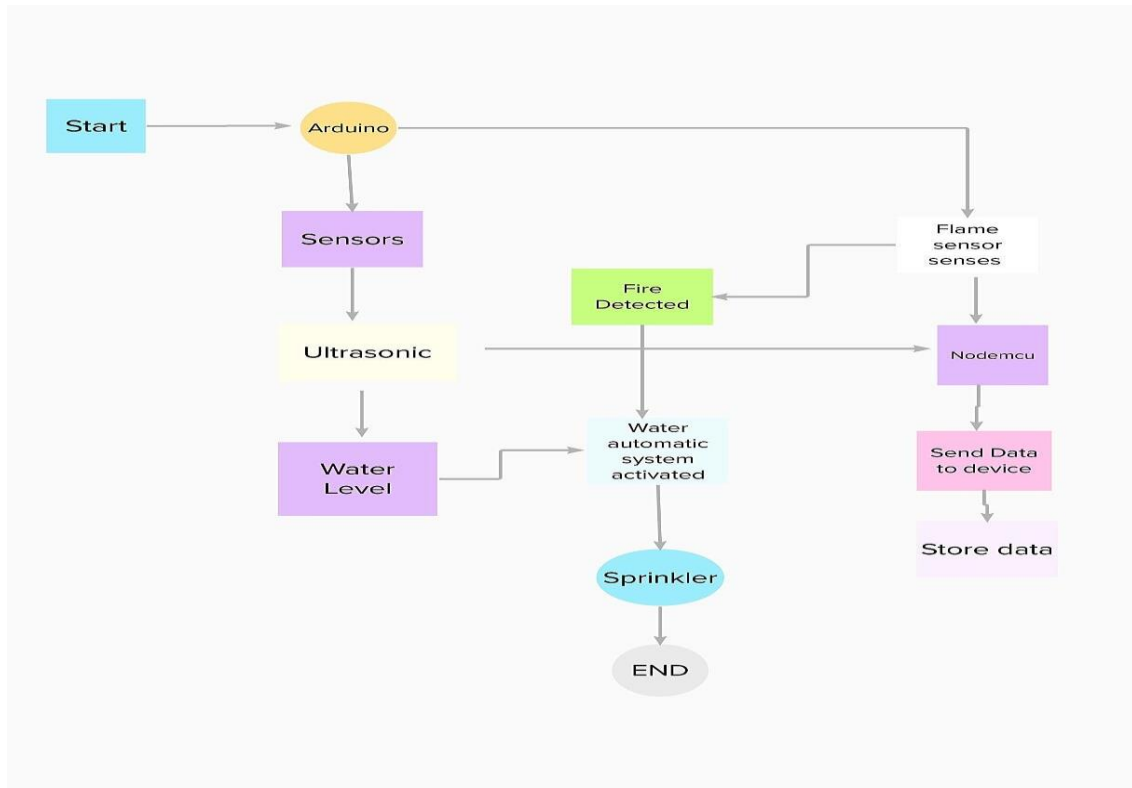 Start
Arduino
Sensors
Flame
sensor
senses
Fire
Detected
Ultrasonic
Nodemcu
Water
Level
Water
automatic
system
activated
Send Data
to device
Store data
Sprinkler
END